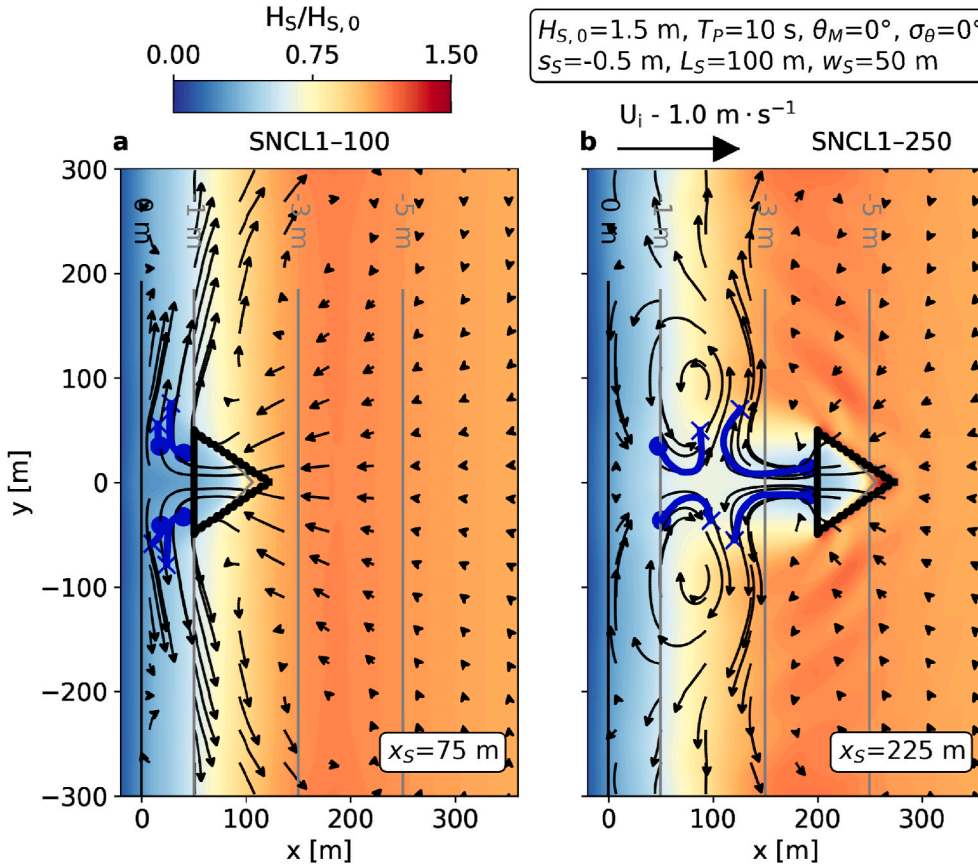 H_S/H_{S,0}
0.00 0.75 1.50
H_{S,0}=1.5 m, T_P=10 s, θ_M=0°, σ_θ=0°
s_S=-0.5 m, L_S=100 m, w_S=50 m
U_i - 1.0 m · s⁻¹
a SNCL1–100
b SNCL1–250
300
200
100
0
−100
−200
−300
y [m]
0 m
-1 m
-3 m
-5 m
0 m
-1 m
-3 m
-5 m
x_S=75 m
x_S=225 m
0 100 200 300
0 100 200 300
x [m]
x [m]